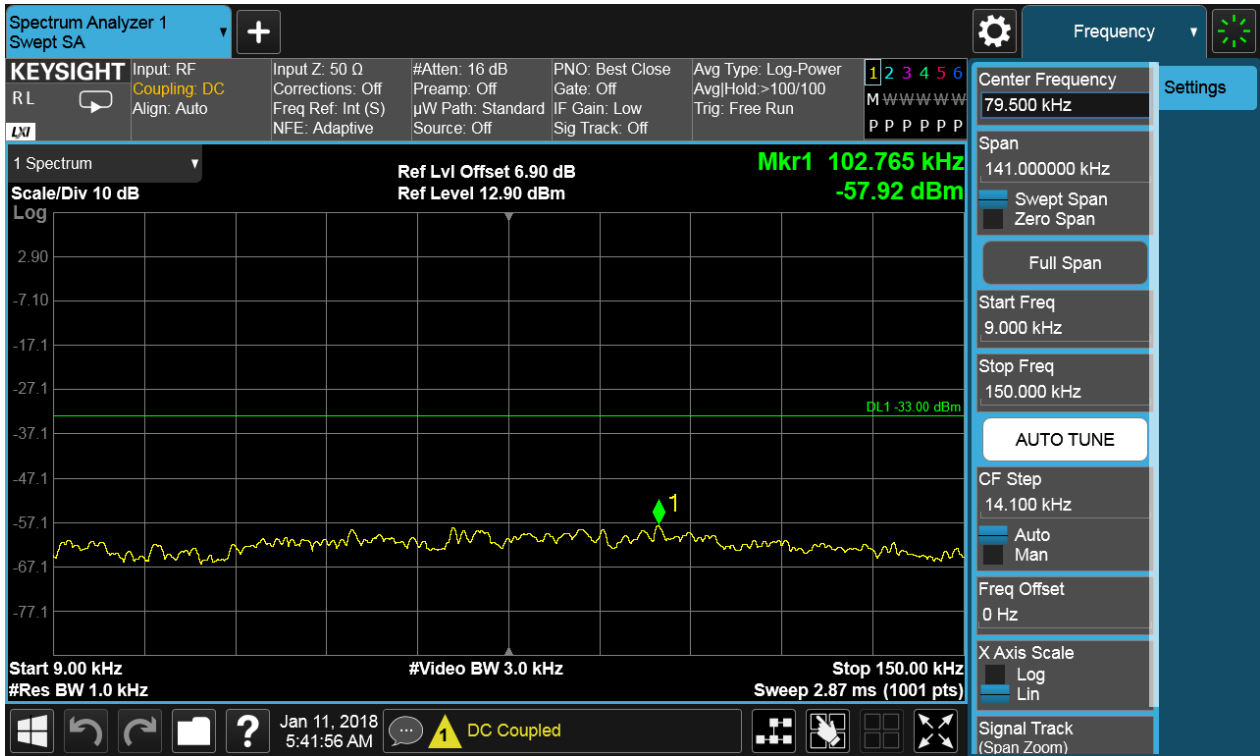 Spectrum Analyzer 1
Swept SA
+
Frequency
KEYSIGHT
RL
LXI
Input: RF
Coupling: DC
Align: Auto
Input Z: 50 Ω
Corrections: Off
Freq Ref: Int (S)
NFE: Adaptive
#Atten: 16 dB
Preamp: Off
µW Path: Standard
Source: Off
PNO: Best Close
Gate: Off
IF Gain: Low
Sig Track: Off
Avg Type: Log-Power
Avg|Hold:>100/100
Trig: Free Run
1 2 3 4 5 6
M W W W W W
P P P P P P
1 Spectrum
Scale/Div 10 dB
Log
Ref Lvl Offset 6.90 dB
Ref Level 12.90 dBm
Mkr1 102.765 kHz
-57.92 dBm
2.90
-7.10
-17.1
-27.1
DL1 -33.00 dBm
-37.1
-47.1
1
-57.1
-67.1
-77.1
Start 9.00 kHz
#Res BW 1.0 kHz
#Video BW 3.0 kHz
Stop 150.00 kHz
Sweep 2.87 ms (1001 pts)
Center Frequency
79.500 kHz
Span
141.000000 kHz
Swept Span
Zero Span
Full Span
Start Freq
9.000 kHz
Stop Freq
150.000 kHz
AUTO TUNE
CF Step
14.100 kHz
Auto
Man
Freq Offset
0 Hz
X Axis Scale
Log
Lin
Signal Track
(Span Zoom)
Settings
?
Jan 11, 2018
5:41:56 AM
1
DC Coupled